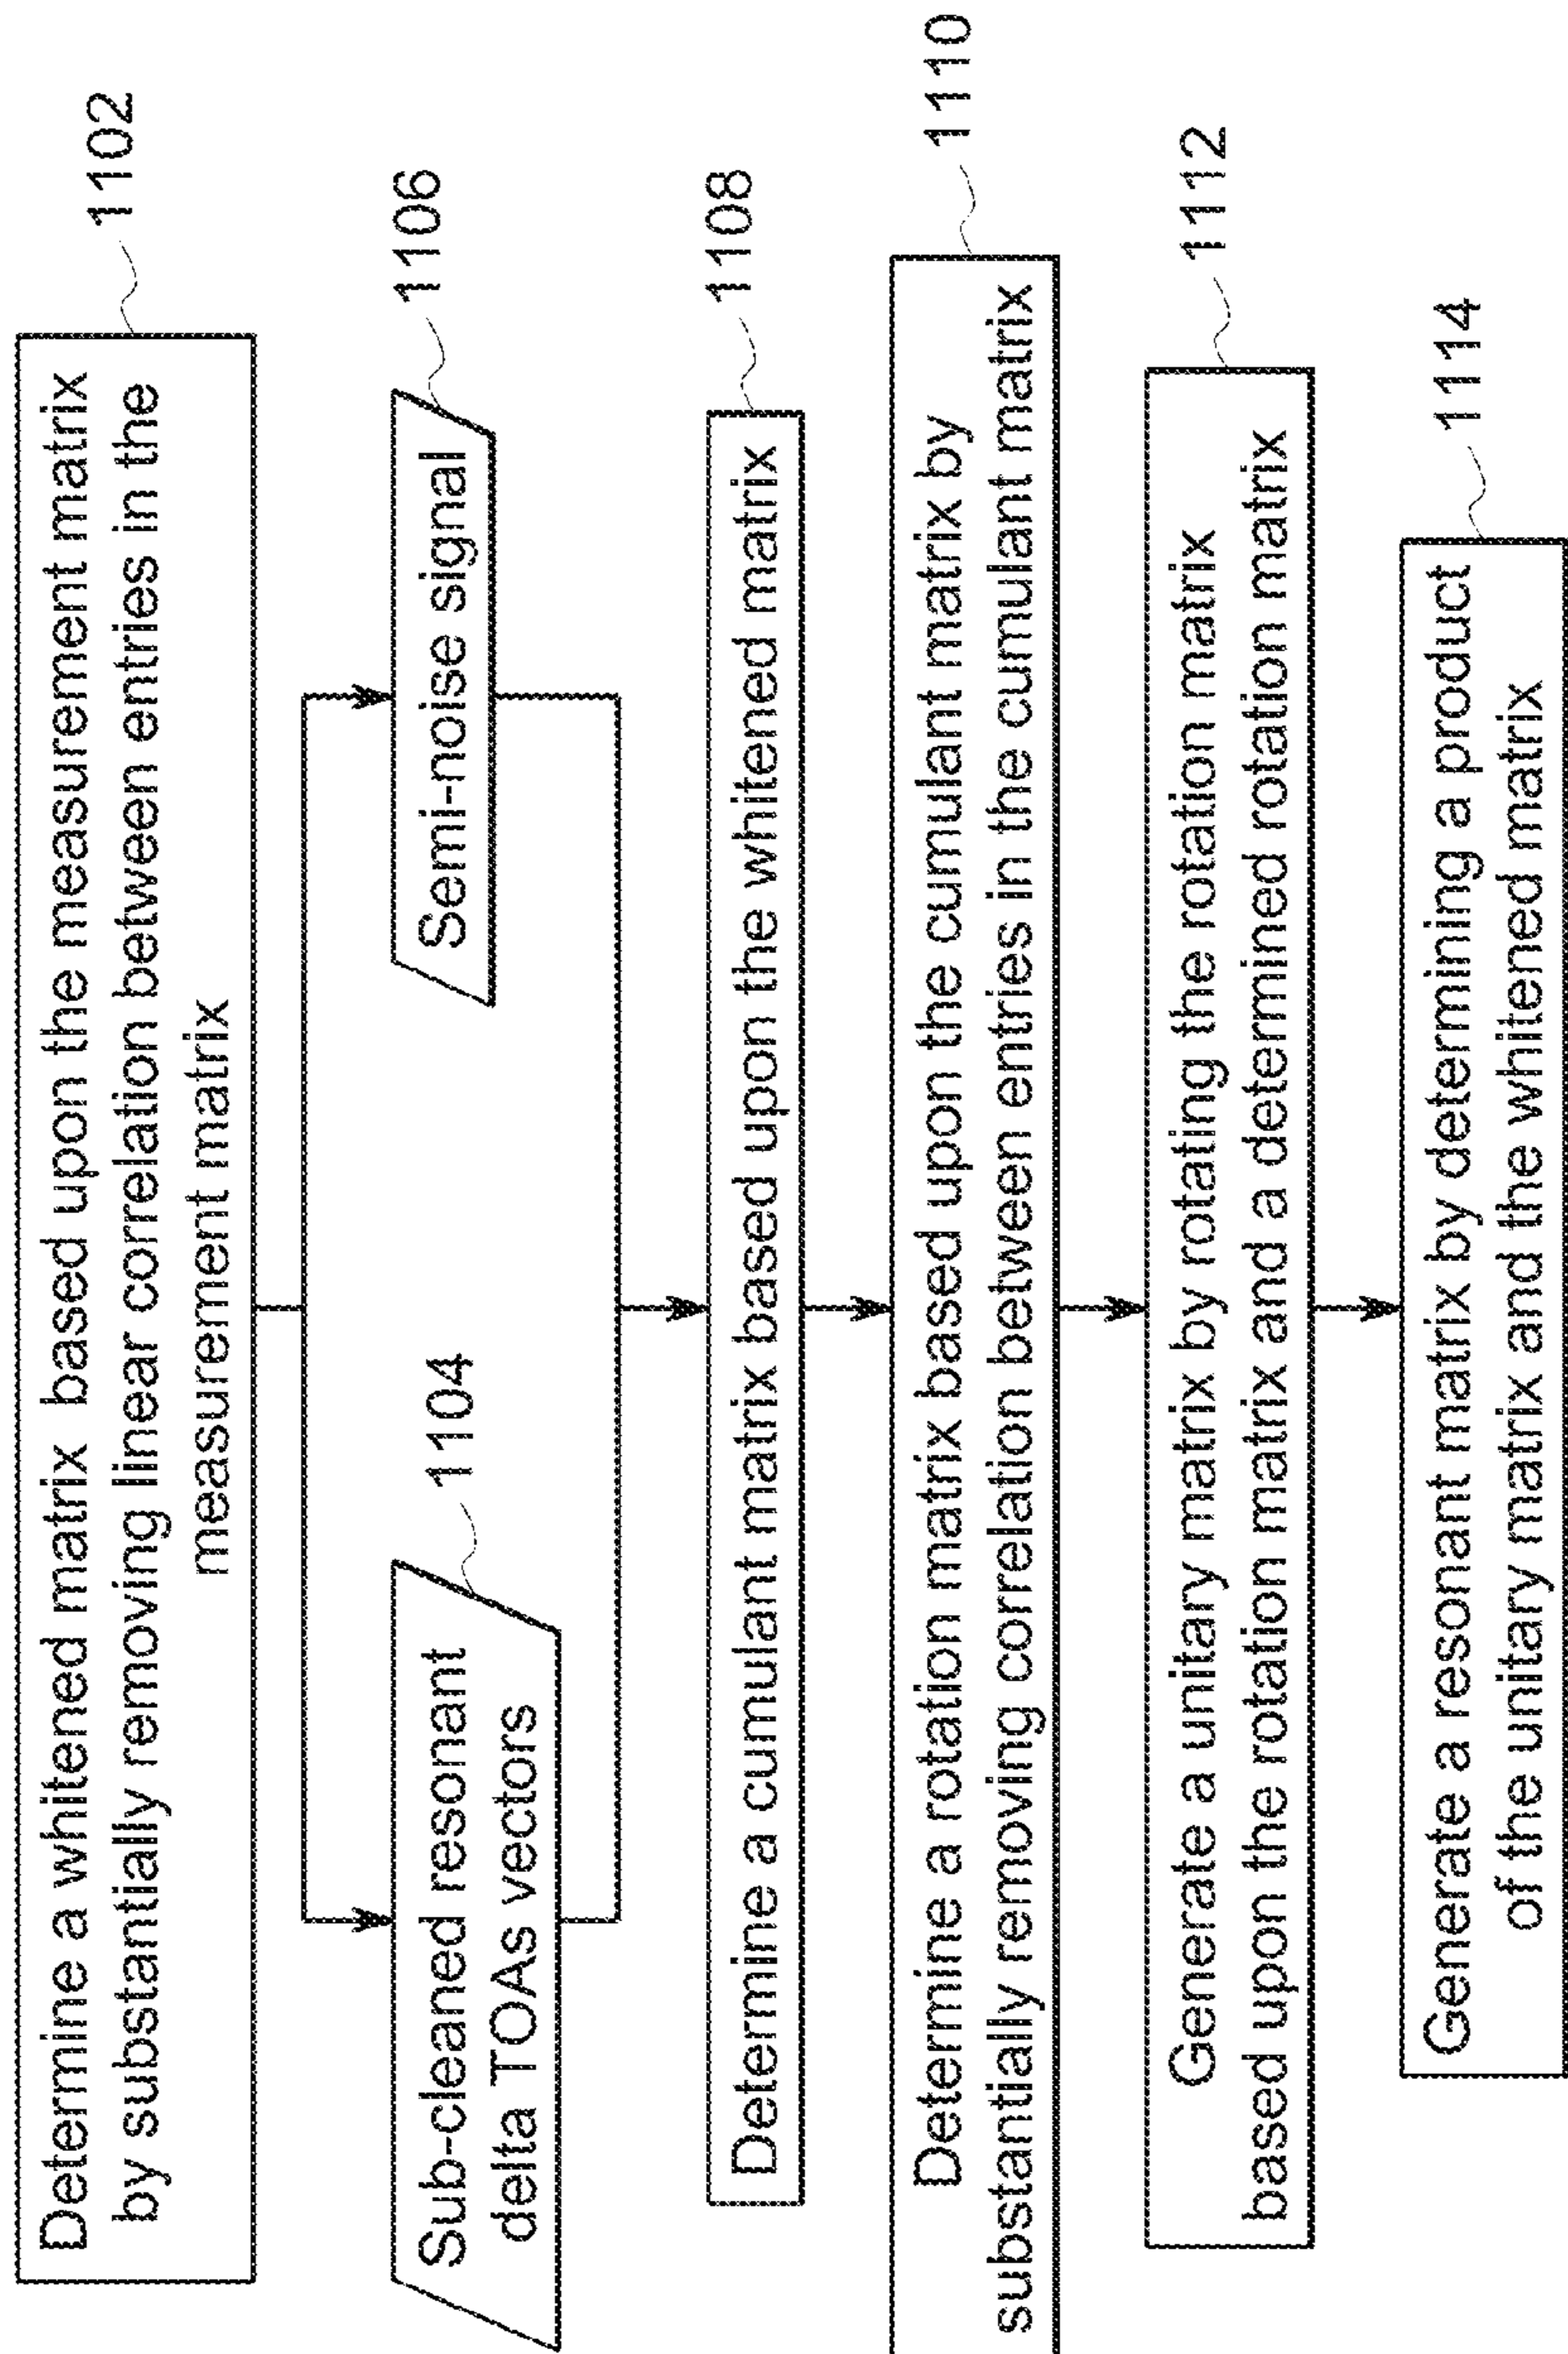 Determine a whitened matrix based upon the measurement matrix
by substantially removing linear correlation between entries in the
measurement matrix
1102
Sub-cleaned resonant
delta TOAs vectors
1104
Semi-noise signal
1106
Determine a cumulant matrix based upon the whitened matrix
1108
Determine a rotation matrix based upon the cumulant matrix by
substantially removing correlation between entries in the cumulant matrix
1110
Generate a unitary matrix by rotating the rotation matrix
based upon the rotation matrix and a determined rotation matrix
1112
Generate a resonant matrix by determining a product
of the unitary matrix and the whitened matrix
1114